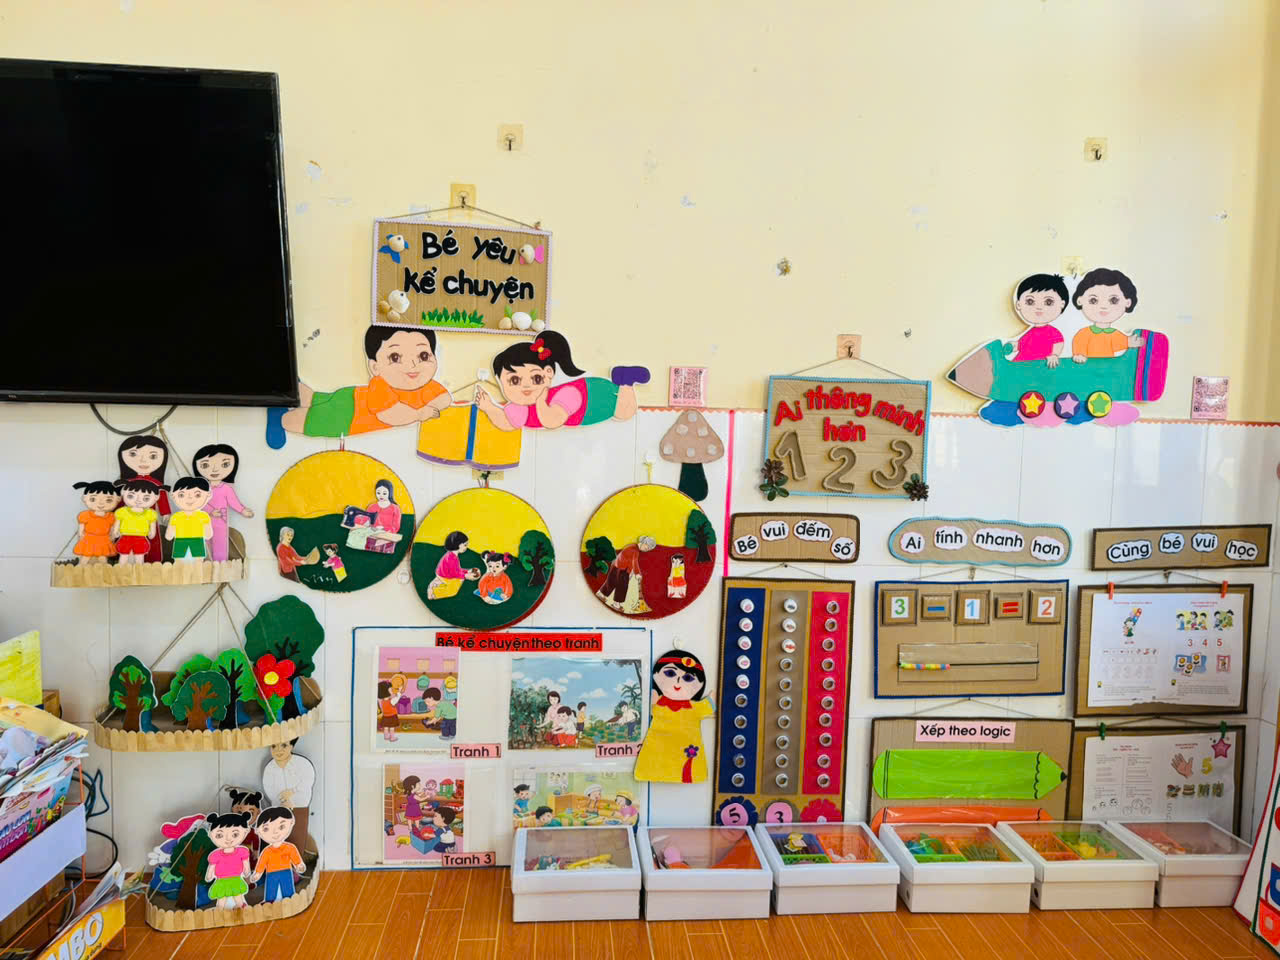 Bé yêu
kể chuyện
Ai thông minh
hơn
1 2 3
Bé vui đếm
số
Ai tính nhanh hơn
Cùng bé vui học
3 - 1 = 2
Bé kể chuyện theo tranh
Tranh 1
Tranh 2
Tranh 3
Xếp theo logic
5 3
3 4 5
5